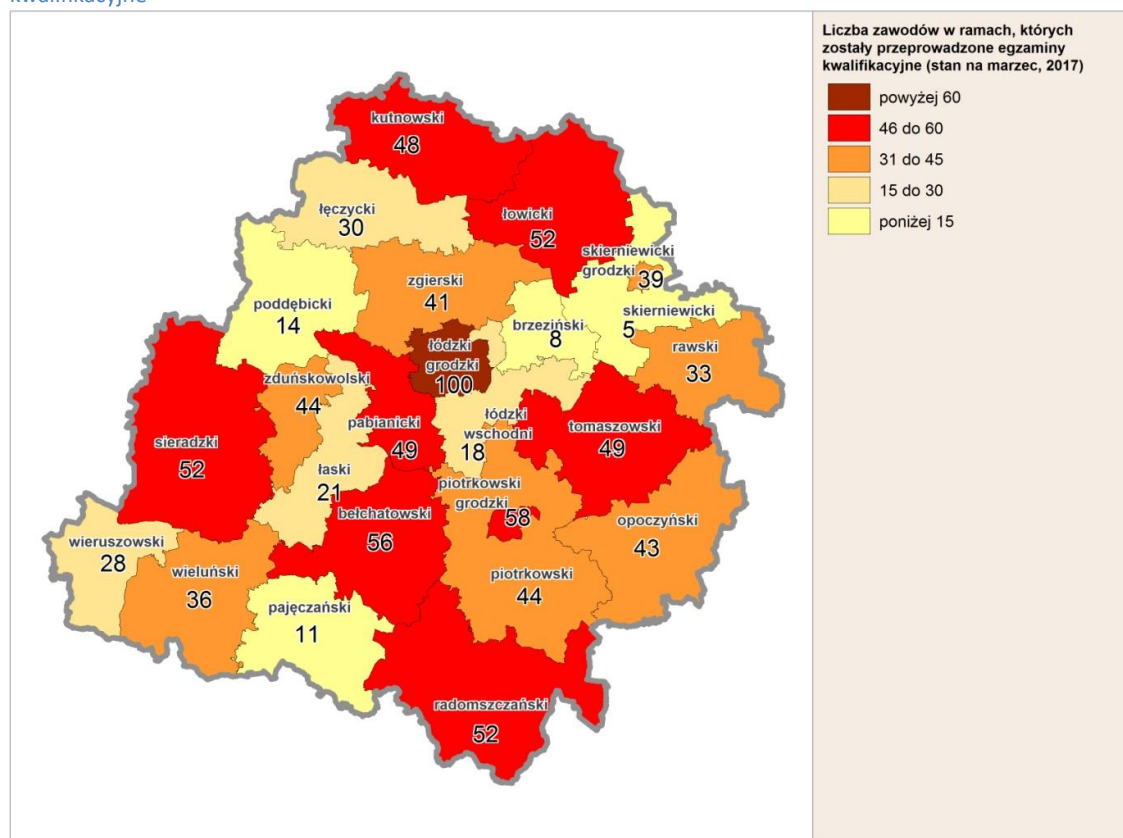 kwalifikacyjne
Liczba zawodów w ramach, których
zostały przeprowadzone egzaminy
kwalifikacyjne (stan na marzec, 2017)
powyżej 60
46 do 60
31 do 45
15 do 30
poniżej 15
kutnowski
48
łęczycki
30
łowicki
52
skierniewicki
grodzki
39
zgierski
41
poddębicki
14
brzeziński
8
skierniewicki
5
rawski
33
łódzki
grodzki
100
zduńskowolski
44
pabianicki
49
łódzki
wschodni
18
tomaszowski
49
sieradzki
52
łaski
21
piotrkowski
grodzki
58
bełchatowski
56
opoczyński
43
wieruszowski
28
wieluński
36
piotrkowski
44
pajęczański
11
radomszczański
52